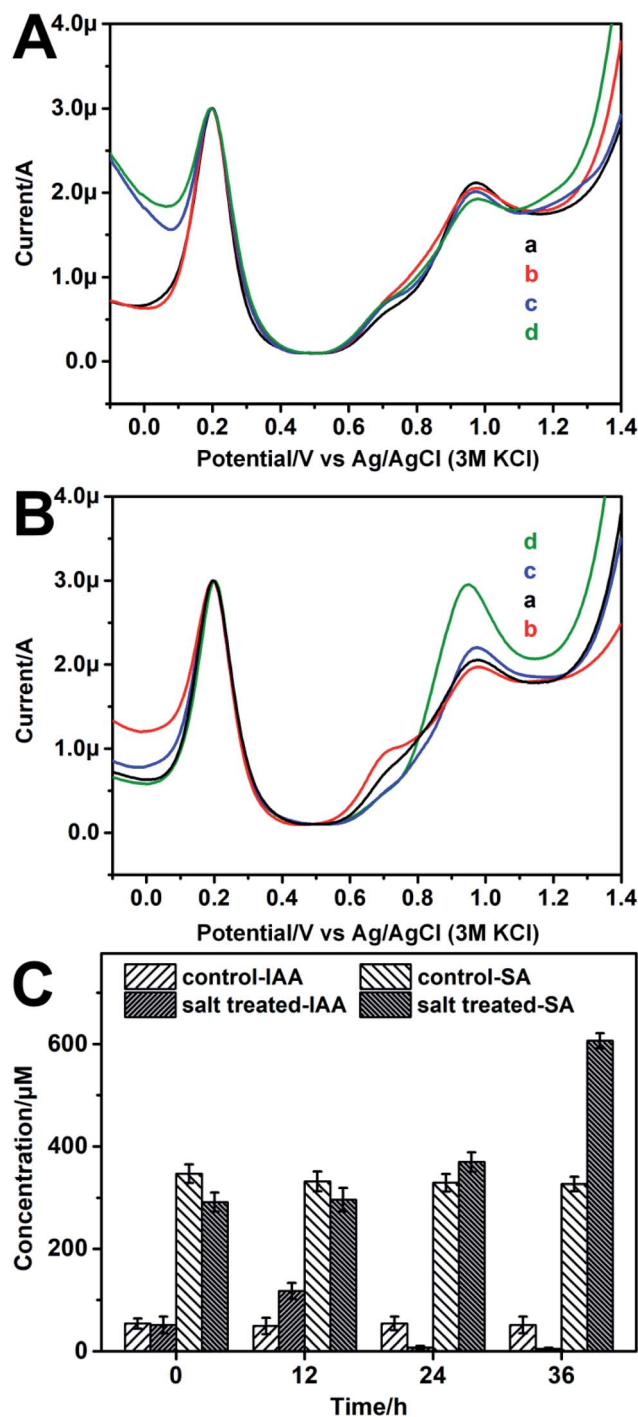 A
4.0μ
3.0μ
2.0μ
1.0μ
0.0
Current/A
a
b
c
d
0.0 0.2 0.4 0.6 0.8 1.0 1.2 1.4
Potential/V vs Ag/AgCl (3M KCl)
B
4.0μ
3.0μ
2.0μ
1.0μ
0.0
Current/A
d
c
a
b
0.0 0.2 0.4 0.6 0.8 1.0 1.2 1.4
Potential/V vs Ag/AgCl (3M KCl)
C
control-IAA control-SA
salt treated-IAA salt treated-SA
600
400
200
0
Concentration/μM
0 12 24 36
Time/h